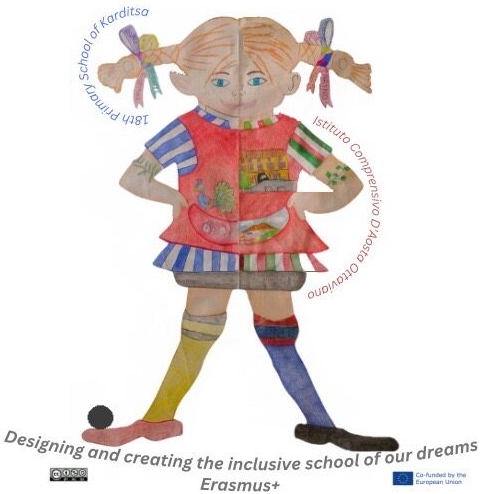 18th Primary School of Karditsa
Istituto Comprensivo D'Aosta Ottaviano
Designing and creating the inclusive school of our dreams
Erasmus+
Co-funded by the
European Union